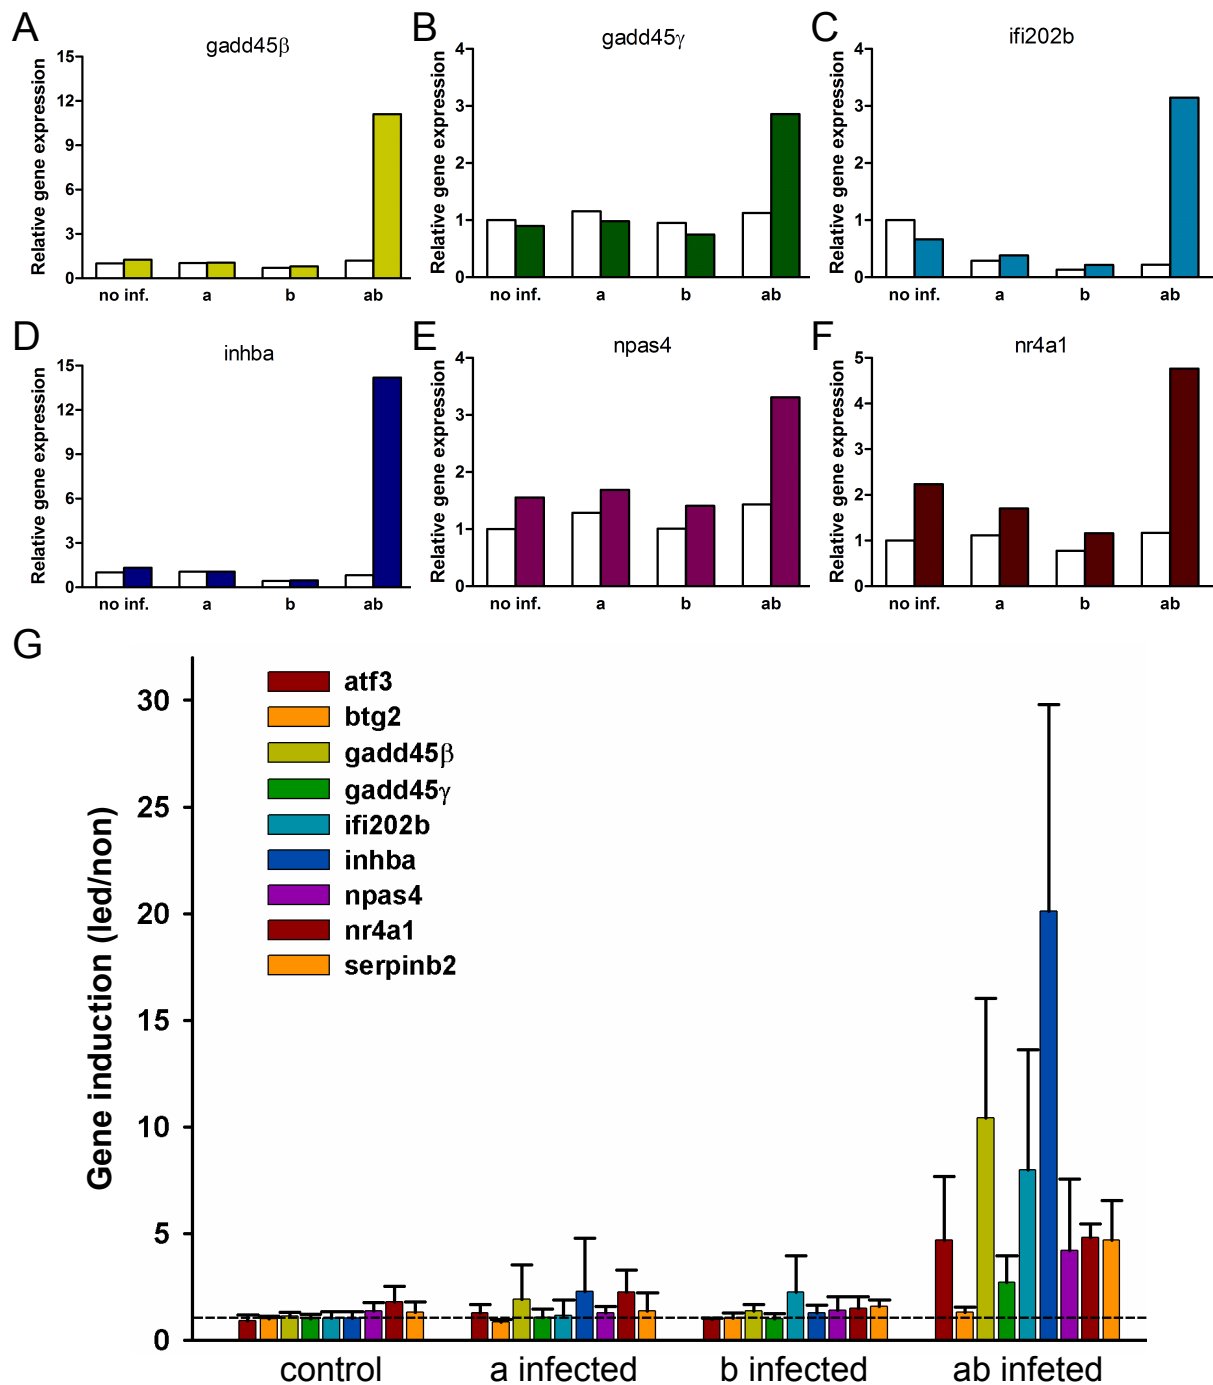 A
gadd45β
Relative gene expression
15
12
9
6
3
0
no inf.
a
b
ab
B
gadd45γ
Relative gene expression
4
3
2
1
0
no inf.
a
b
ab
C
ifi202b
Relative gene expression
4
3
2
1
0
no inf.
a
b
ab
D
inhba
Relative gene expression
15
12
9
6
3
0
no inf.
a
b
ab
E
npas4
Relative gene expression
4
3
2
1
0
no inf.
a
b
ab
F
nr4a1
Relative gene expression
5
4
3
2
1
0
no inf.
a
b
ab
G
Gene induction (led/non)
30
25
20
15
10
5
0
atf3
btg2
gadd45β
gadd45γ
ifi202b
inhba
npas4
nr4a1
serpinb2
control
a infected
b infected
ab infeted